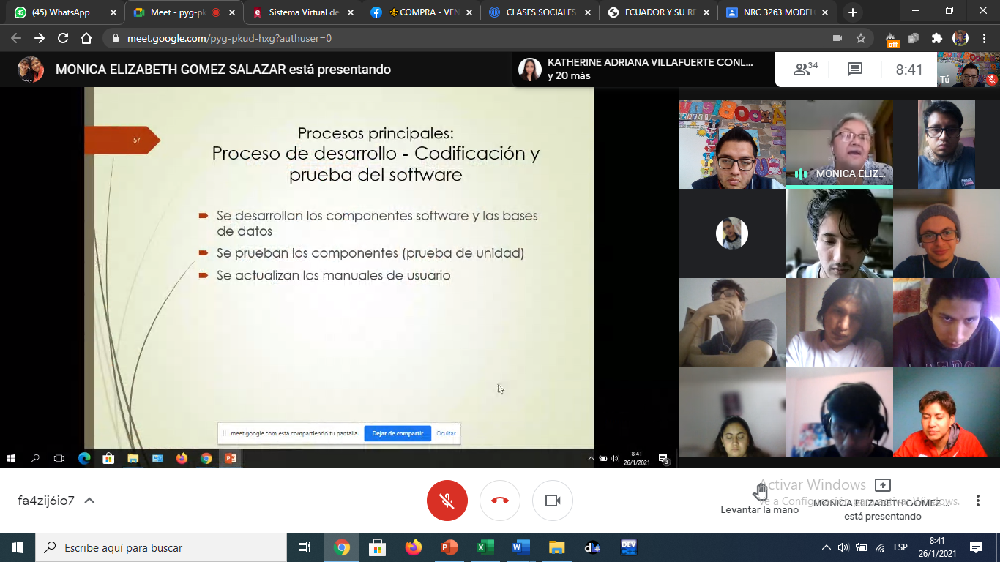 (45) WhatsApp
Meet - pyg-pk
Sistema Virtual de
COMPRA - VEN
CLASES SOCIALES
ECUADOR Y SU RE
NRC 3263 MODEL
meet.google.com/pyg-pkud-hxg?authuser=0
off
MONICA ELIZABETH GOMEZ SALAZAR está presentando
KATHERINE ADRIANA VILLAFUERTE CONL...
y 20 más
34
8:41
Tú
57
Procesos principales:
Proceso de desarrollo - Codificación y
prueba del software
Se desarrollan los componentes software y las bases
de datos
Se prueban los componentes (prueba de unidad)
Se actualizan los manuales de usuario
MONICA ELIZ...
meet.google.com está compartiendo tu pantalla.
Dejar de compartir
Ocultar
8:41
26/1/2021
3
fa4zij6io7
Levantar la mano
Activar Windows
Ve a Configuración para activar Windows.
MONICA ELIZABETH GOMEZ ...
está presentando
Escribe aquí para buscar
DEV
ESP
8:41
26/1/2021